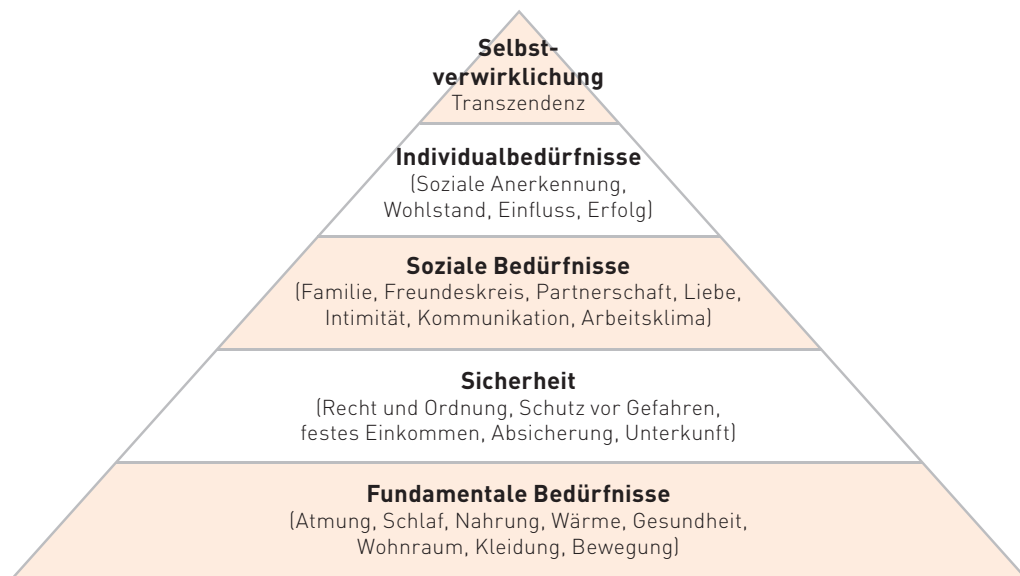 Selbst-
verwirklichung
Transzendenz
Individualbedürfnisse
(Soziale Anerkennung,
Wohlstand, Einfluss, Erfolg)
Soziale Bedürfnisse
(Familie, Freundeskreis, Partnerschaft, Liebe,
Intimität, Kommunikation, Arbeitsklima)
Sicherheit
(Recht und Ordnung, Schutz vor Gefahren,
festes Einkommen, Absicherung, Unterkunft)
Fundamentale Bedürfnisse
(Atmung, Schlaf, Nahrung, Wärme, Gesundheit,
Wohnraum, Kleidung, Bewegung)